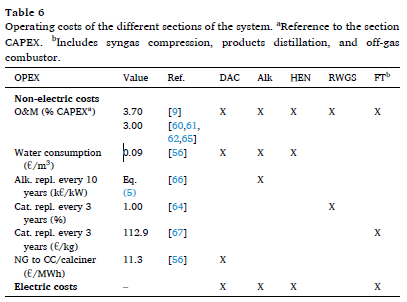 Table 6
Operating costs of the different sections of the system. ᵃReference to the section
CAPEX. ᵇIncludes syngas compression, products distillation, and off-gas
combustor.
OPEX Value Ref. DAC Alk HEN RWGS FTᵇ
Non-electric costs
O&M (% CAPEXᵃ) 3.70 [9] X X X X X
3.00 [60,61,
62,65]
Water consumption 0.09 [56] X X X
(€/m³)
Alk. repl. every 10 Eq. [66] X
years (k€/kW) (5)
Cat. repl. every 3 1.00 [64] X
years (%)
Cat. repl. every 3 112.9 [67] X
years (€/kg)
NG to CC/calciner 11.3 [56] X
(€/MWh)
Electric costs – X X X X